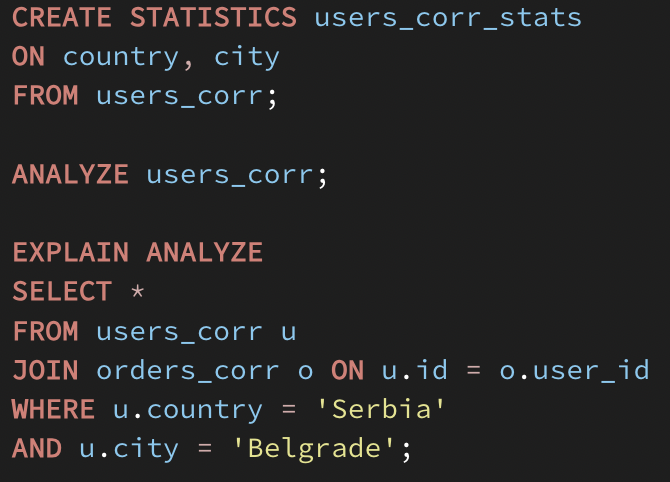 CREATE STATISTICS users_corr_stats
ON country, city
FROM users_corr;
ANALYZE users_corr;
EXPLAIN ANALYZE
SELECT *
FROM users_corr u
JOIN orders_corr o ON u.id = o.user_id
WHERE u.country = 'Serbia'
AND u.city = 'Belgrade';